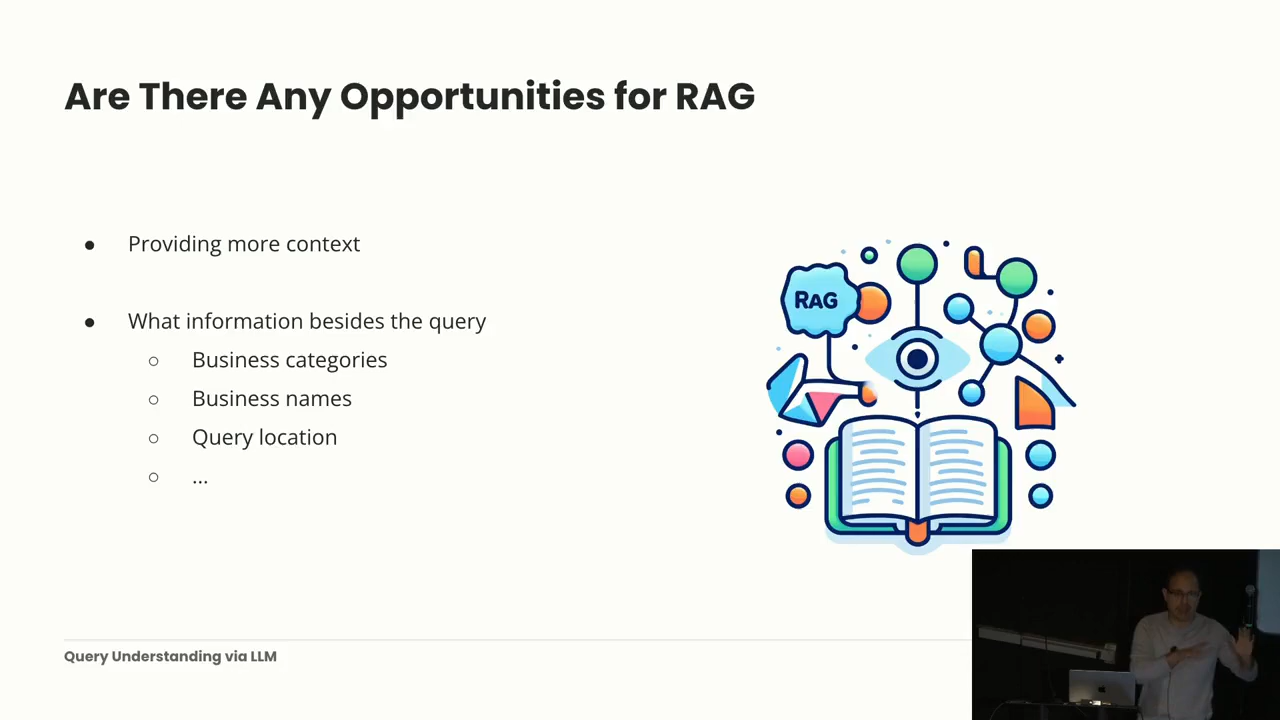 Are There Any Opportunities for RAG
● Providing more context
● What information besides the query
○ Business categories
○ Business names
○ Query location
○ ...
RAG
Query Understanding via LLM